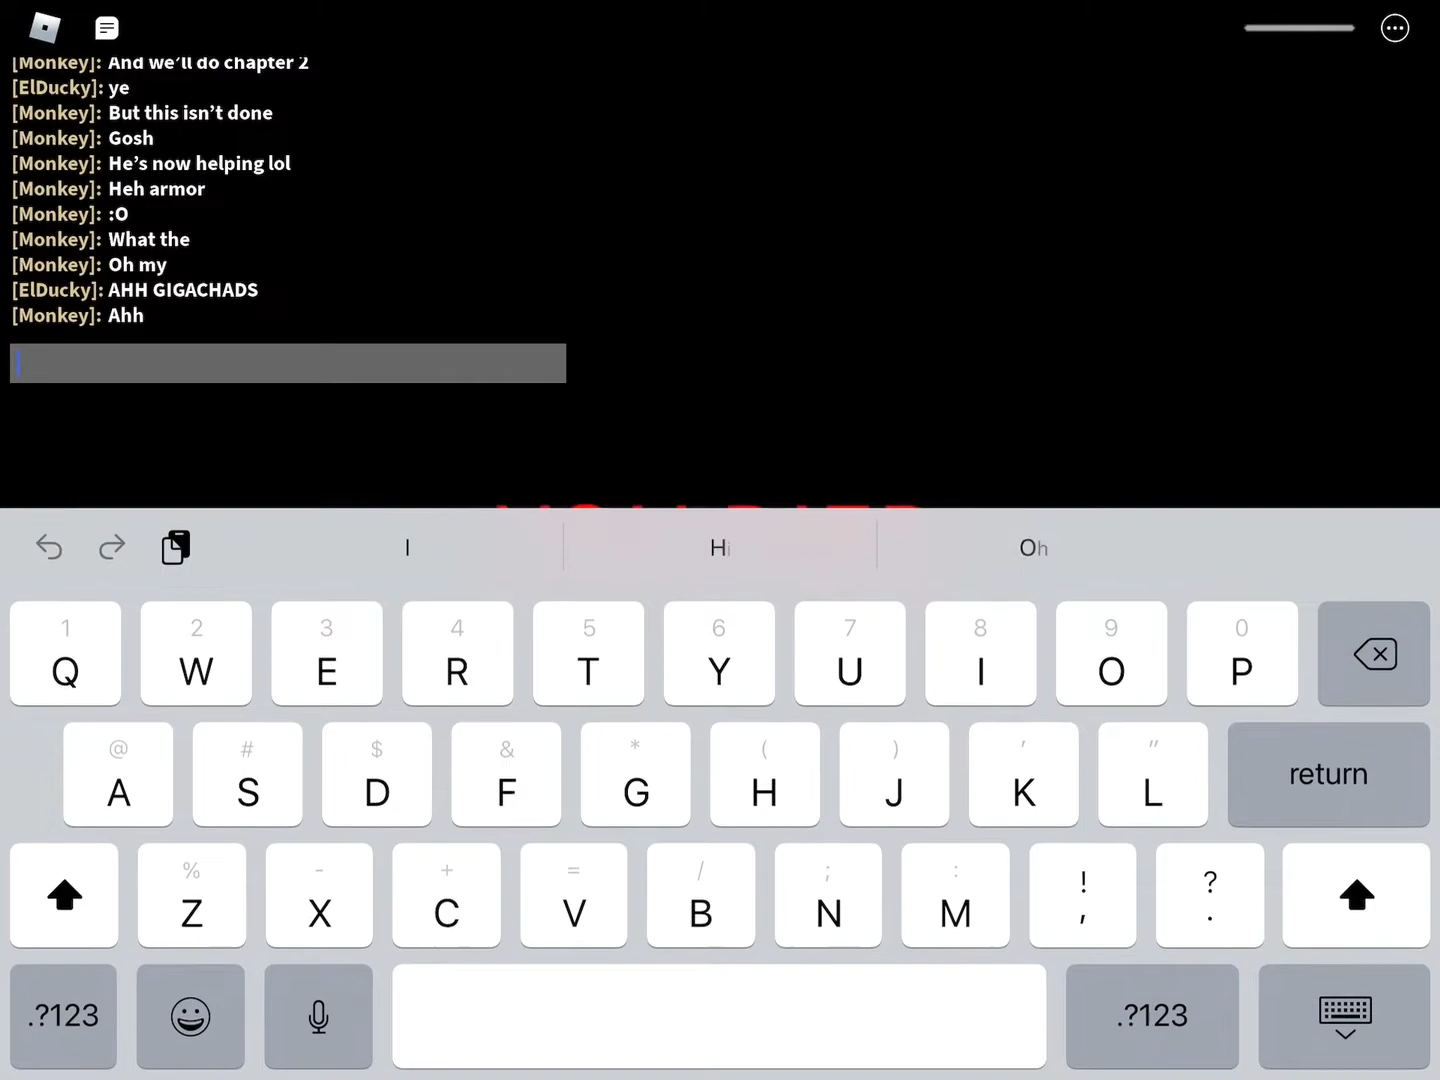 [Monkey]: And we'll do chapter 2
[ElDucky]: ye
[Monkey]: But this isn't done
[Monkey]: Gosh
[Monkey]: He's now helping lol
[Monkey]: Heh armor
[Monkey]: :O
[Monkey]: What the
[Monkey]: Oh my
[ElDucky]: AHH GIGACHADS
[Monkey]: Ahh
I Hi Oh
1 2 3 4 5 6 7 8 9 0
Q W E R T Y U I O P
@ # $ & * ( ) ' "
A S D F G H J K L return
% - + = / ; : ! ?
Z X C V B N M , .
.?123 .?123